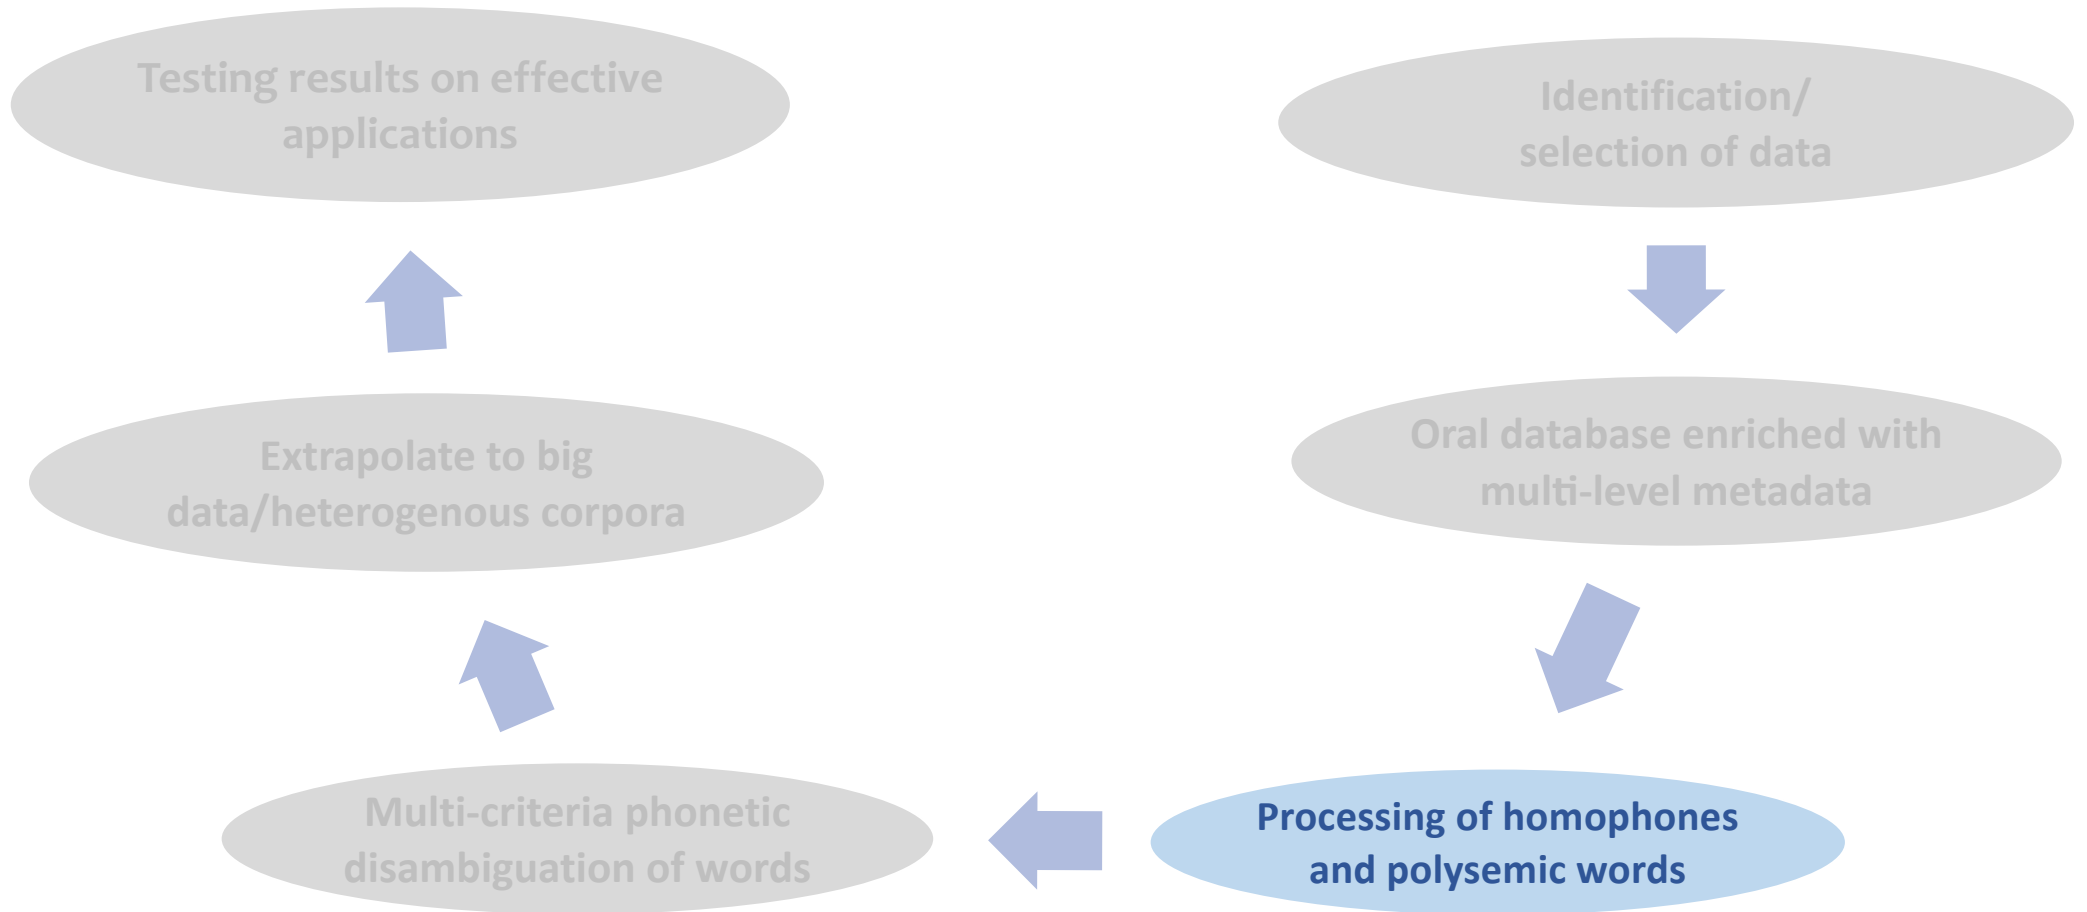 Testing results on effective
applications
Identification/
selection of data
Extrapolate to big
data/heterogenous corpora
Oral database enriched with
multi-level metadata
Multi-criteria phonetic
disambiguation of words
Processing of homophones
and polysemic words